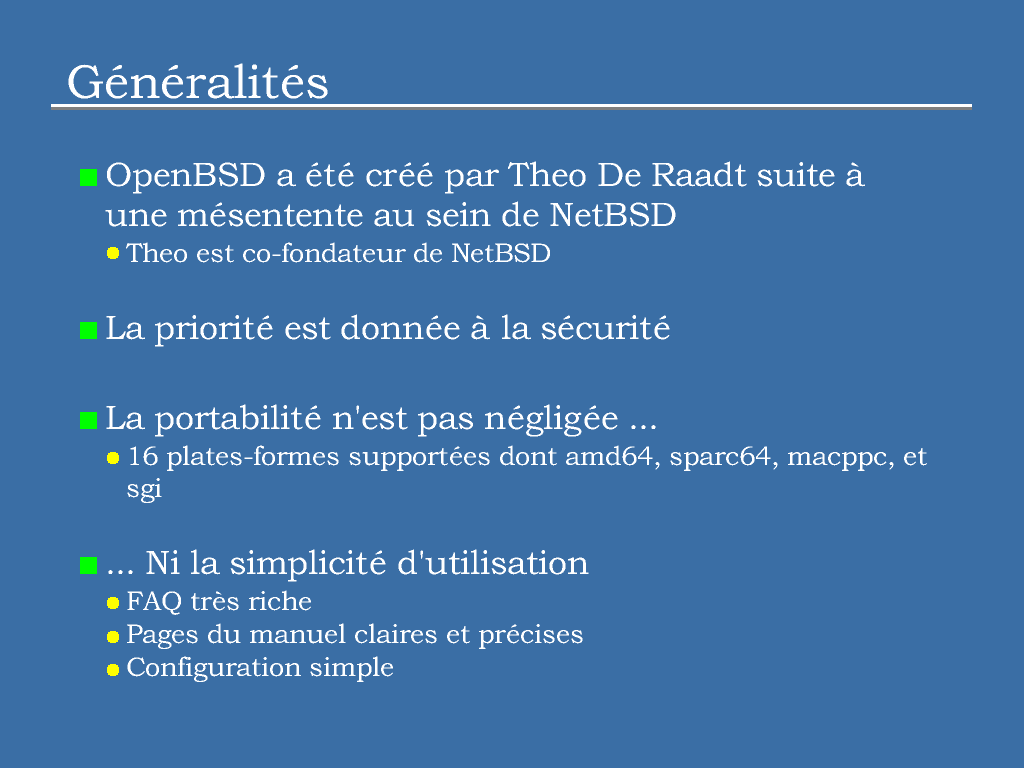 Généralités
OpenBSD a été créé par Theo De Raadt suite à
une mésentente au sein de NetBSD
Theo est co-fondateur de NetBSD
La priorité est donnée à la sécurité
La portabilité n'est pas négligée ...
16 plates-formes supportées dont amd64, sparc64, macppc, et
sgi
... Ni la simplicité d'utilisation
FAQ très riche
Pages du manuel claires et précises
Configuration simple